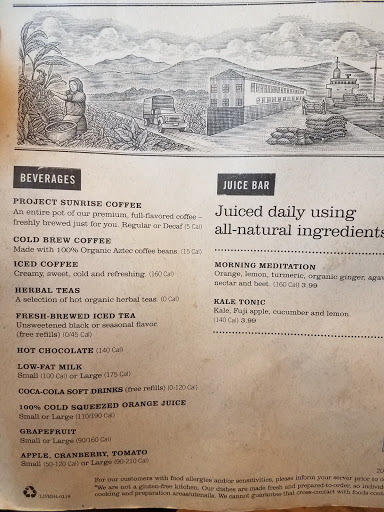 BEVERAGES
PROJECT SUNRISE COFFEE
An entire pot of our premium, full-flavored coffee –
freshly brewed just for you. Regular or Decaf (5 Cal)
COLD BREW COFFEE
Made with 100% Organic Aztec coffee beans. (15 Cal)
ICED COFFEE
Creamy, sweet, cold and refreshing. (160 Cal)
HERBAL TEAS
A selection of hot organic herbal teas. (0 Cal)
FRESH-BREWED ICED TEA
Unsweetened black or seasonal flavor.
(free refills) (0/45 Cal)
HOT CHOCOLATE (140 Cal)
LOW-FAT MILK
Small (100 Cal) or Large (175 Cal)
COCA-COLA SOFT DRINKS (free refills) (0-120 Cal)
100% COLD SQUEEZED ORANGE JUICE
Small or Large (110/190 Cal)
GRAPEFRUIT
Small or Large (90/160 Cal)
APPLE, CRANBERRY, TOMATO
Small (50-120 Cal) or Large (90-210 Cal)
JUICE BAR
Juiced daily using
all-natural ingredients
MORNING MEDITATION
Orange, lemon, turmeric, organic ginger, agav
nectar and beet. (160 Cal) 3.99
KALE TONIC
Kale, Fuji apple, cucumber and lemon.
(140 Cal) 3.99
20
For our customers with food allergies and/or sensitivities, please inform your server prior to o
*We are not a gluten-free kitchen. Our dishes are made fresh and prepared-to-order, so individ
cooking and preparation areas/utensils. We cannot guarantee that cross-contact with foods cont